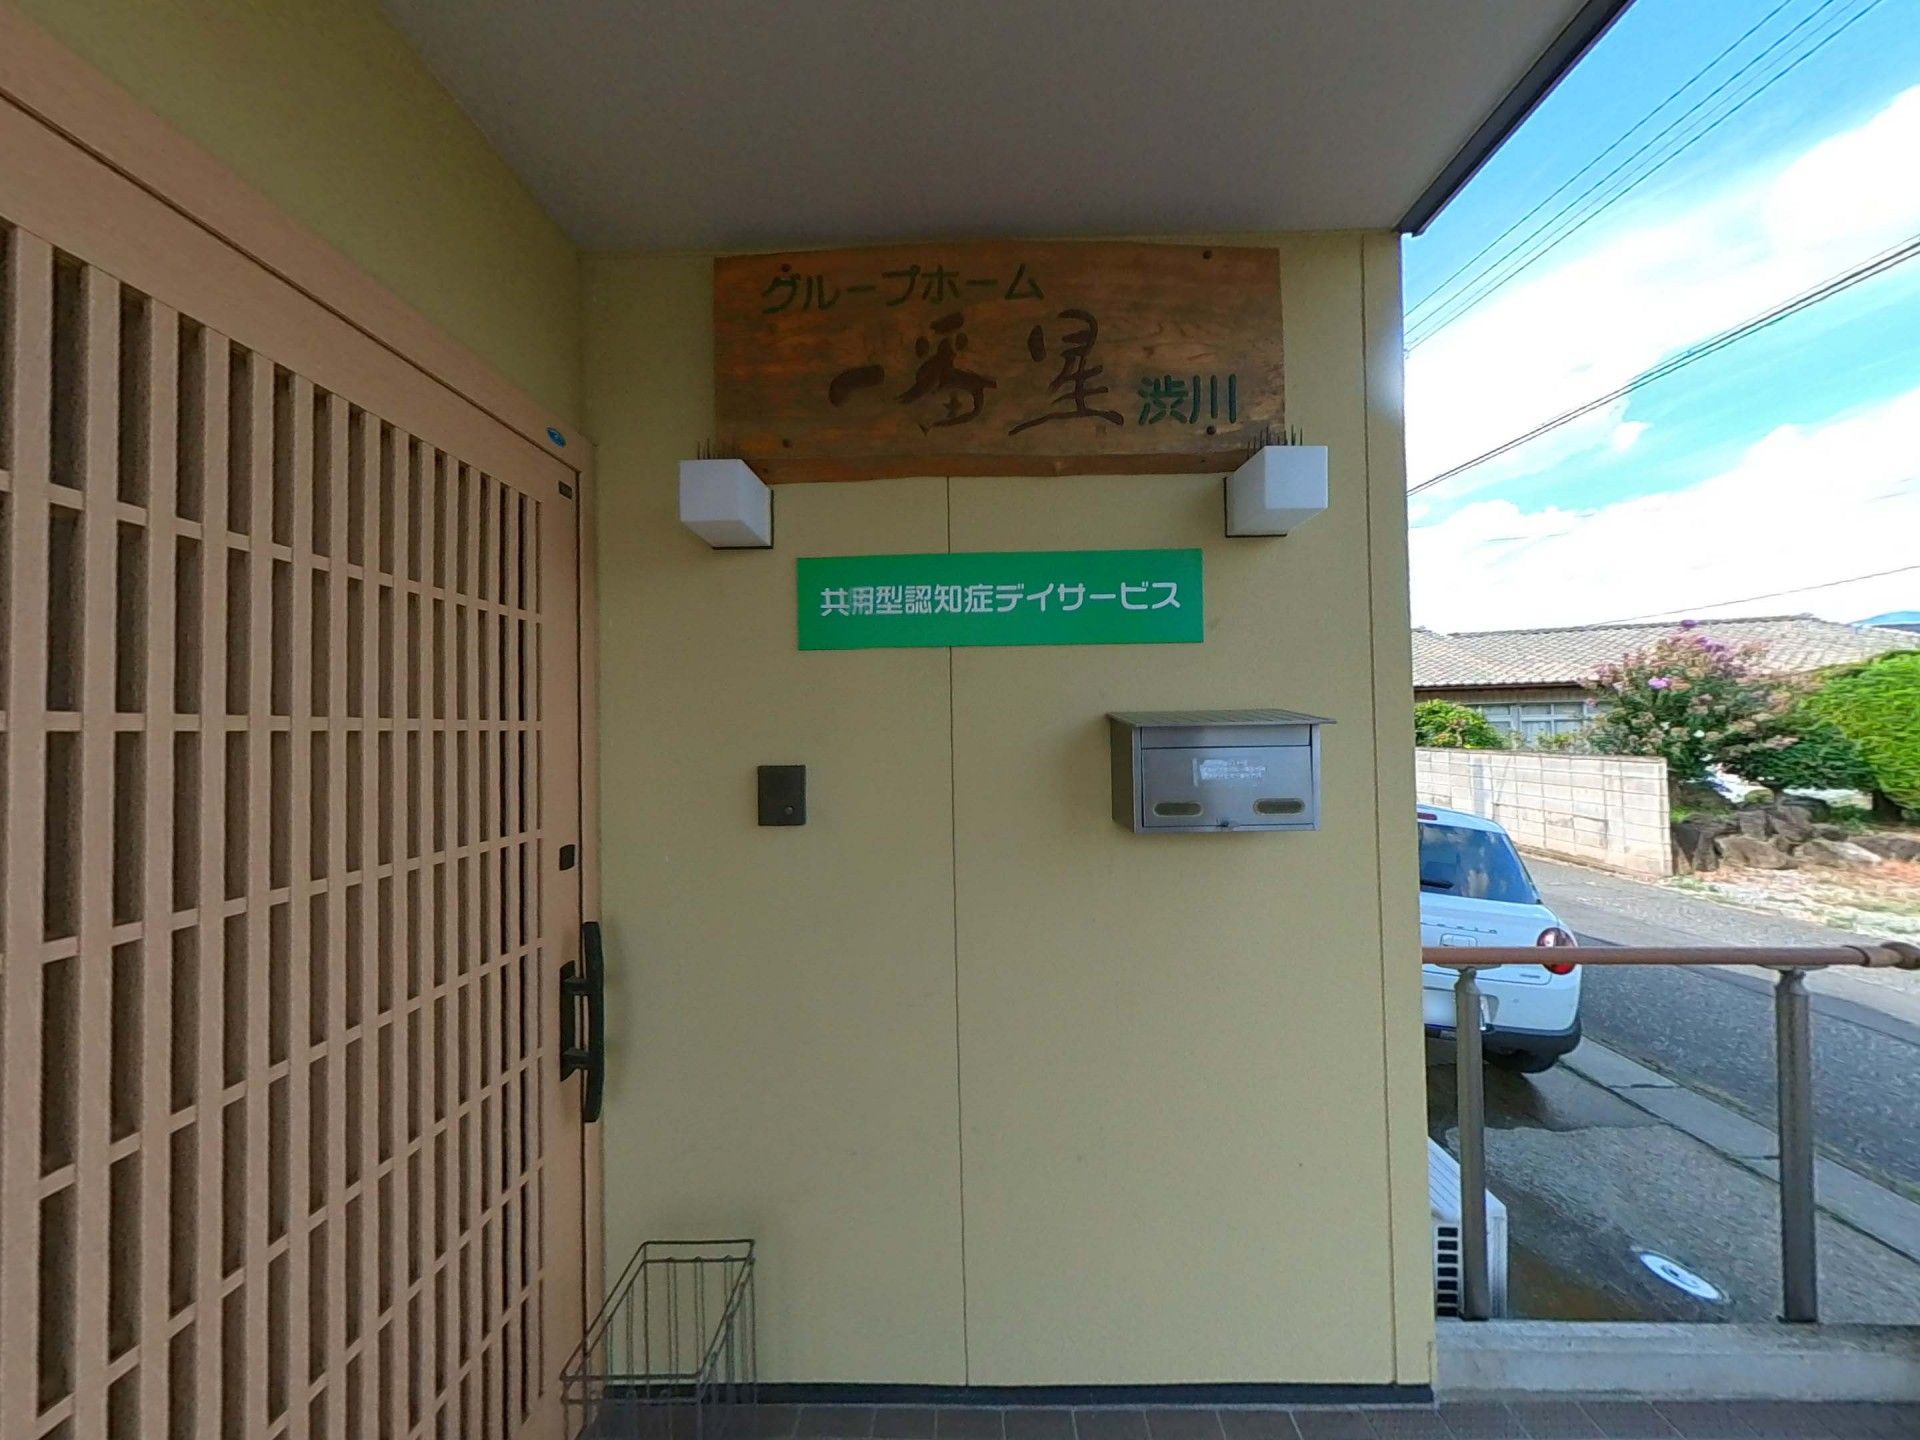 グループホーム
一番星 渋川
共用型認知症デイサービス